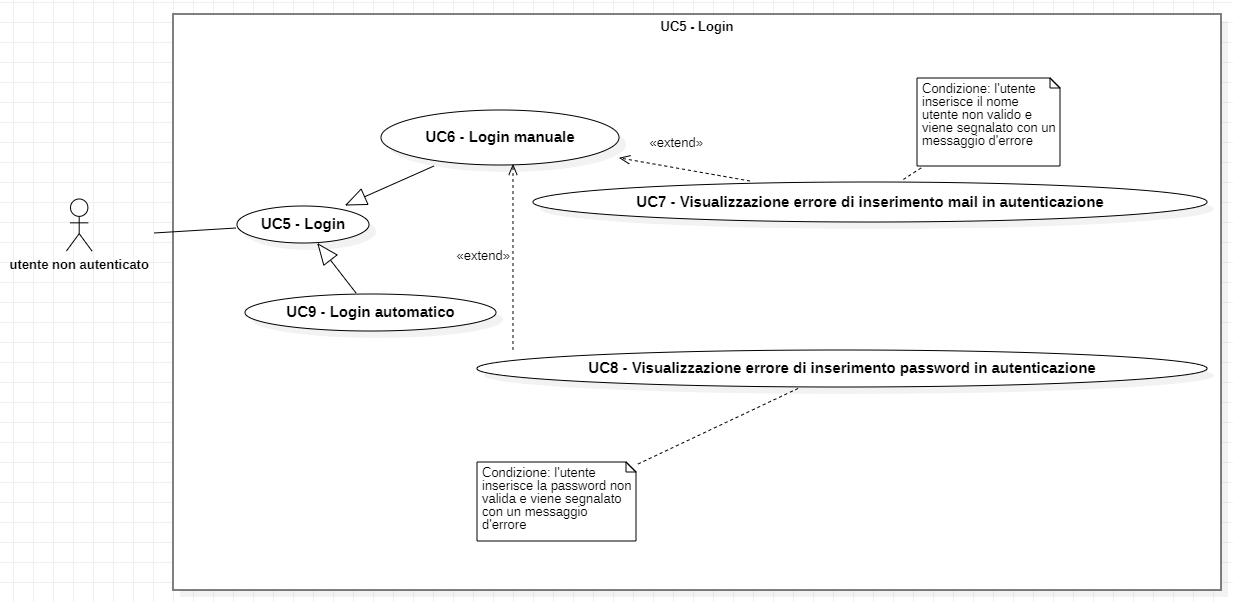 UC5 - Login
Condizione: l'utente
inserisce il nome
utente non valido e
viene segnalato con un
messaggio d'errore
UC6 - Login manuale
«extend»
UC7 - Visualizzazione errore di inserimento mail in autenticazione
UC5 - Login
utente non autenticato
«extend»
UC9 - Login automatico
UC8 - Visualizzazione errore di inserimento password in autenticazione
Condizione: l'utente
inserisce la password non
valida e viene segnalato
con un messaggio
d'errore